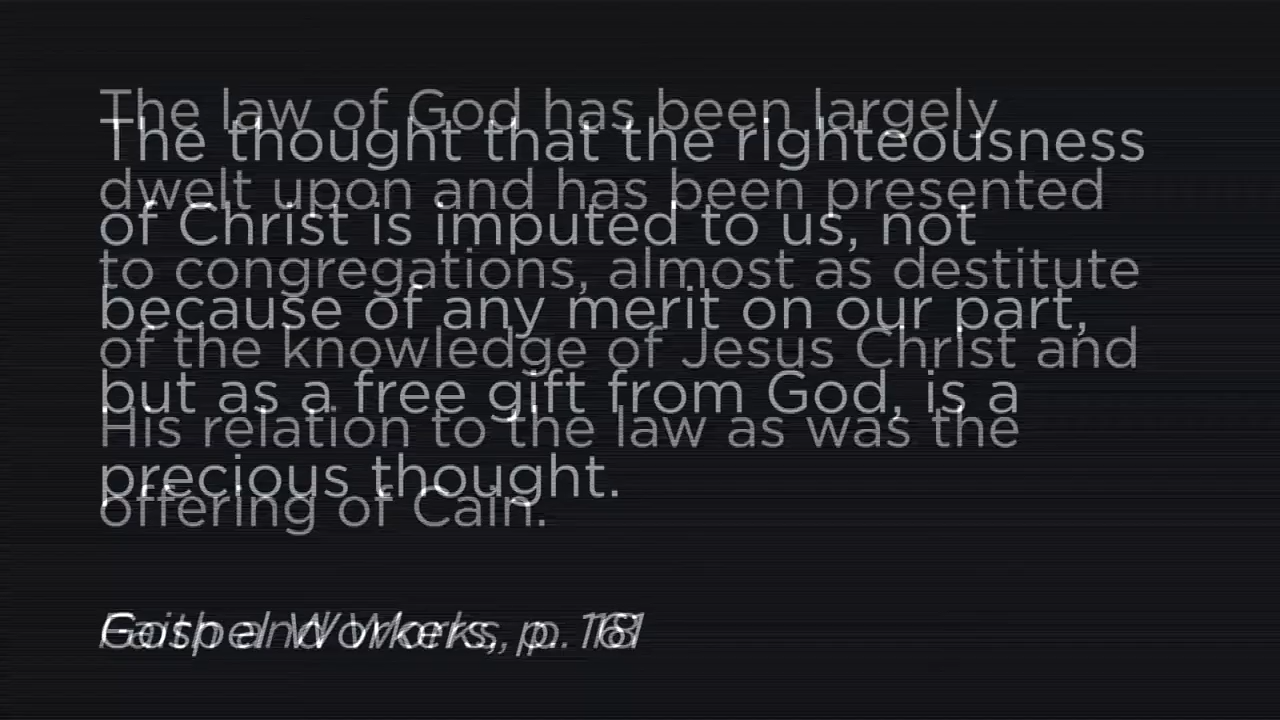 The law of God has been largely
dwelt upon and has been presented
to congregations, almost as destitute
of the knowledge of Jesus Christ and
His relation to the law as was the
offering of Cain.
The thought that the righteousness
of Christ is imputed to us, not
because of any merit on our part,
but as a free gift from God, is a
precious thought.
Gospel Workers, p.
Faith and Works, p.